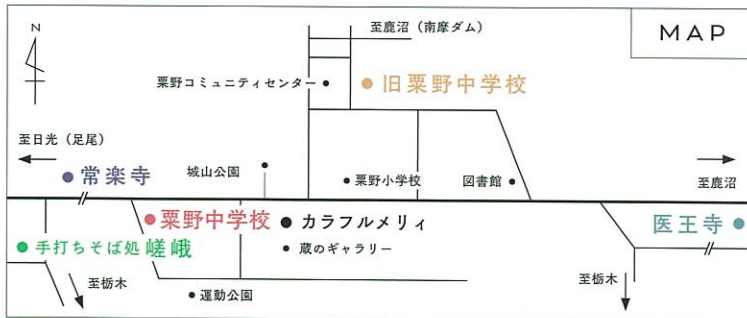 MAP
N
至鹿沼（南摩ダム）
粟野コミュニティセンター
旧粟野中学校
至日光（足尾）
常楽寺
城山公園
粟野小学校
図書館
至鹿沼
粟野中学校
カラフルメリィ
医王寺
手打ちそば処 嵯峨
蔵のギャラリー
至栃木
至栃木
運動公園